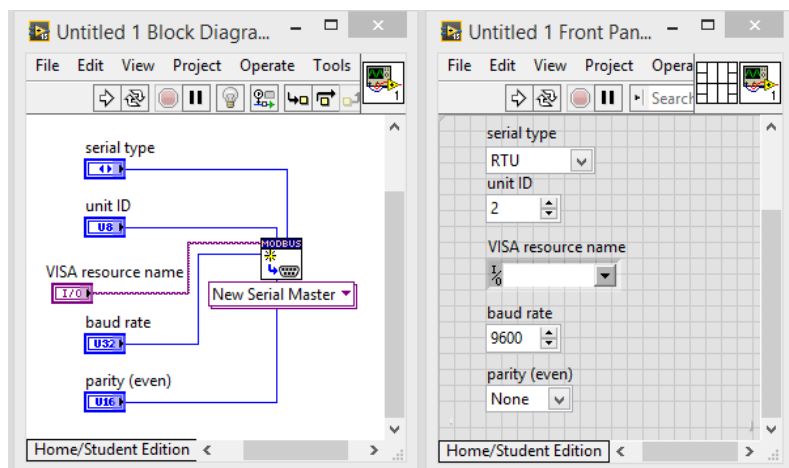 Untitled 1 Block Diagra...
File Edit View Project Operate Tools
1
serial type
unit ID
U8
MODBUS
VISA resource name
I/O
New Serial Master
baud rate
U32
parity (even)
U16
Home/Student Edition
Untitled 1 Front Pan...
File Edit View Project Opera
Search
1
serial type
RTU
unit ID
2
VISA resource name
I/O
baud rate
9600
parity (even)
None
Home/Student Edition